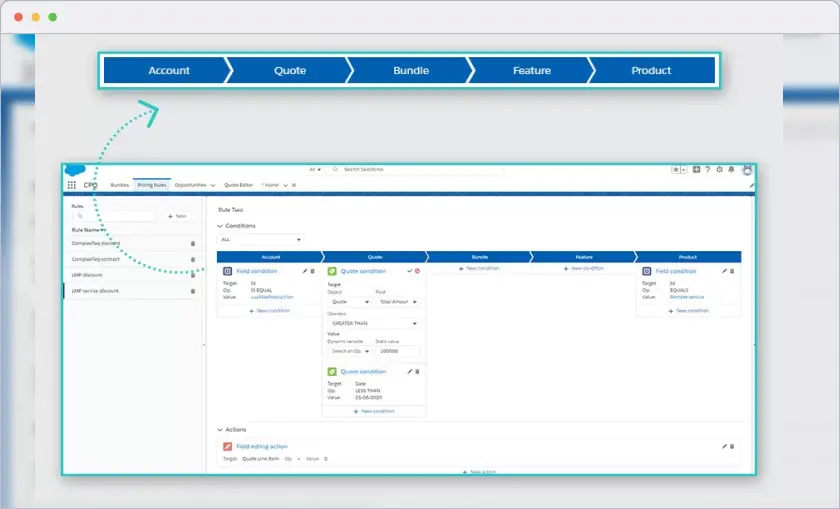 Account Quote Bundle Feature Product
All Search Salesforce
CPQ Bundles Pricing Rules Opportunities Quote Editor * Home
Rules
+ New
Rule Name
ComplexTeq discount
ComplexTeq contract
LMP discount
LMP service discount
Rule Two
Conditions
ALL
Account Quote Bundle Feature Product
Field condition
Target: Id
Op: IS EQUAL
Value:
+ New condition
Quote condition
Target
Object Field
Quote Total Amour
Operator
GREATER THAN
Value
Dynamic variable Static value
Select an Op 100000
Quote condition
Target: Date
Op: LESS THAN
Value: 01-08-2020
+ New condition
+ New condition
+ New condition
Field condition
Target: Id
Op: EQUALS
Value: Remote service
+ New condition
Actions
Field editing action
Target: Quote Line Item Op: = Value: 0
+ New action